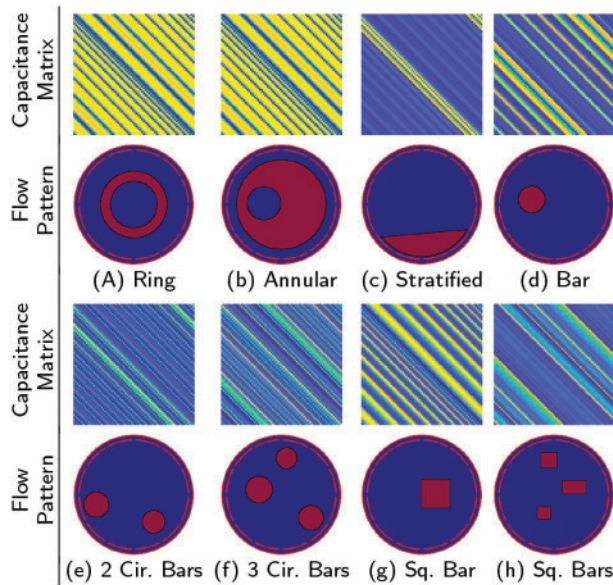 Capacitance
Matrix
Flow
Pattern
(A) Ring
(b) Annular
(c) Stratified
(d) Bar
Capacitance
Matrix
Flow
Pattern
(e) 2 Cir. Bars
(f) 3 Cir. Bars
(g) Sq. Bar
(h) Sq. Bars